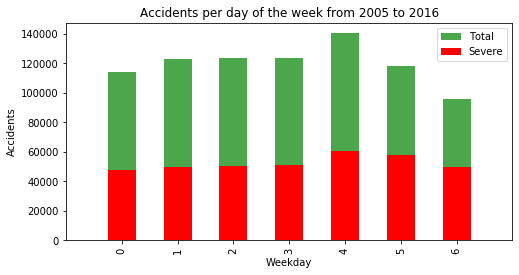 Accidents per day of the week from 2005 to 2016
Total
Severe
Accidents
140000
120000
100000
80000
60000
40000
20000
0
0 1 2 3 4 5 6
Weekday